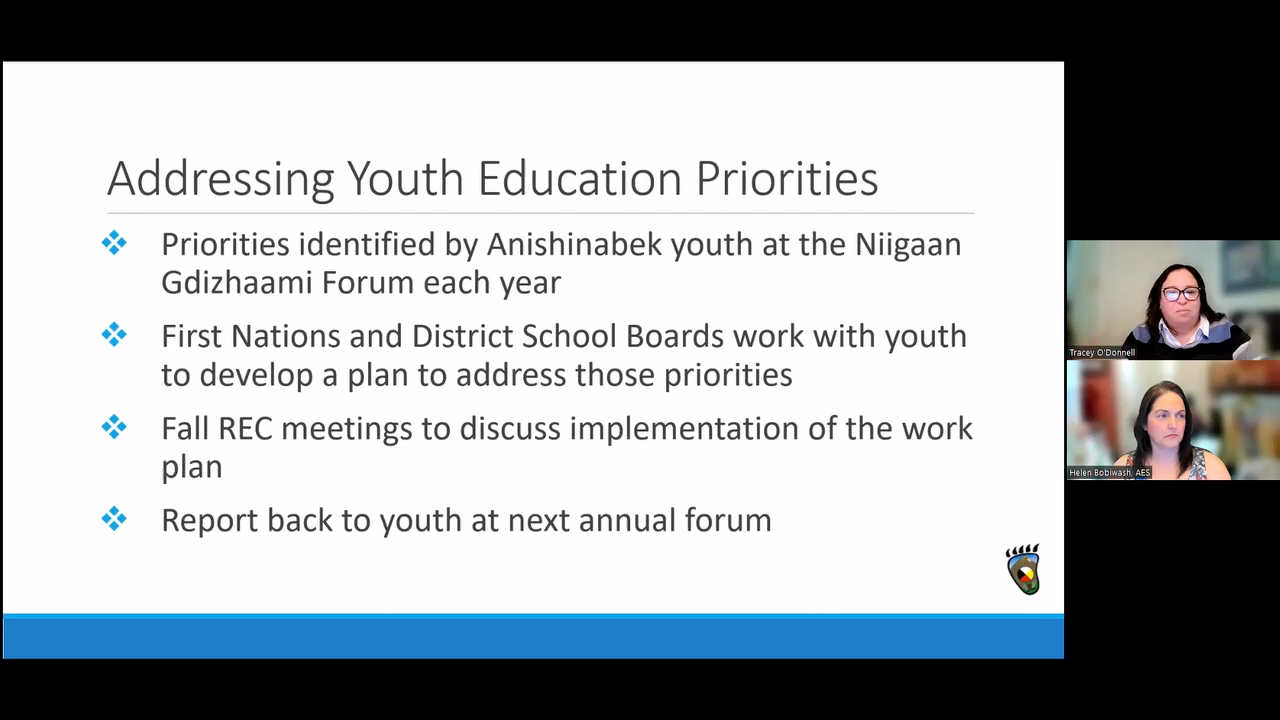 Addressing Youth Education Priorities
Priorities identified by Anishinabek youth at the Niigaan
Gdizhaami Forum each year
First Nations and District School Boards work with youth
to develop a plan to address those priorities
Fall REC meetings to discuss implementation of the work
plan
Report back to youth at next annual forum
Tracey O'Donnell
Helen Bobiwash, AES